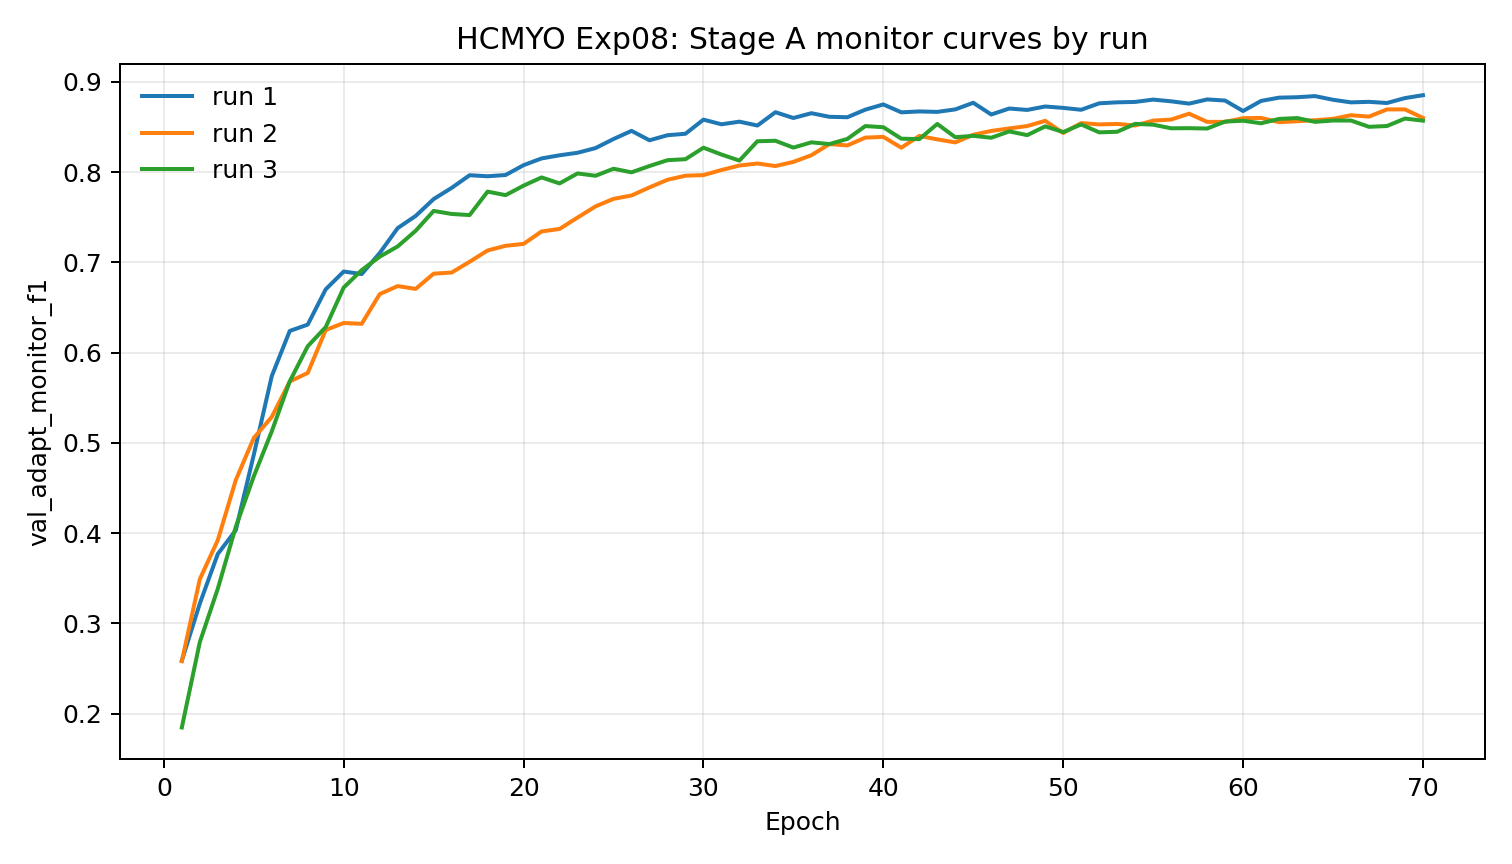 HCMYO Exp08: Stage A monitor curves by run
run 1
run 2
run 3
0.9
0.8
0.7
0.6
0.5
0.4
0.3
0.2
val_adapt_monitor_f1
0 10 20 30 40 50 60 70
Epoch